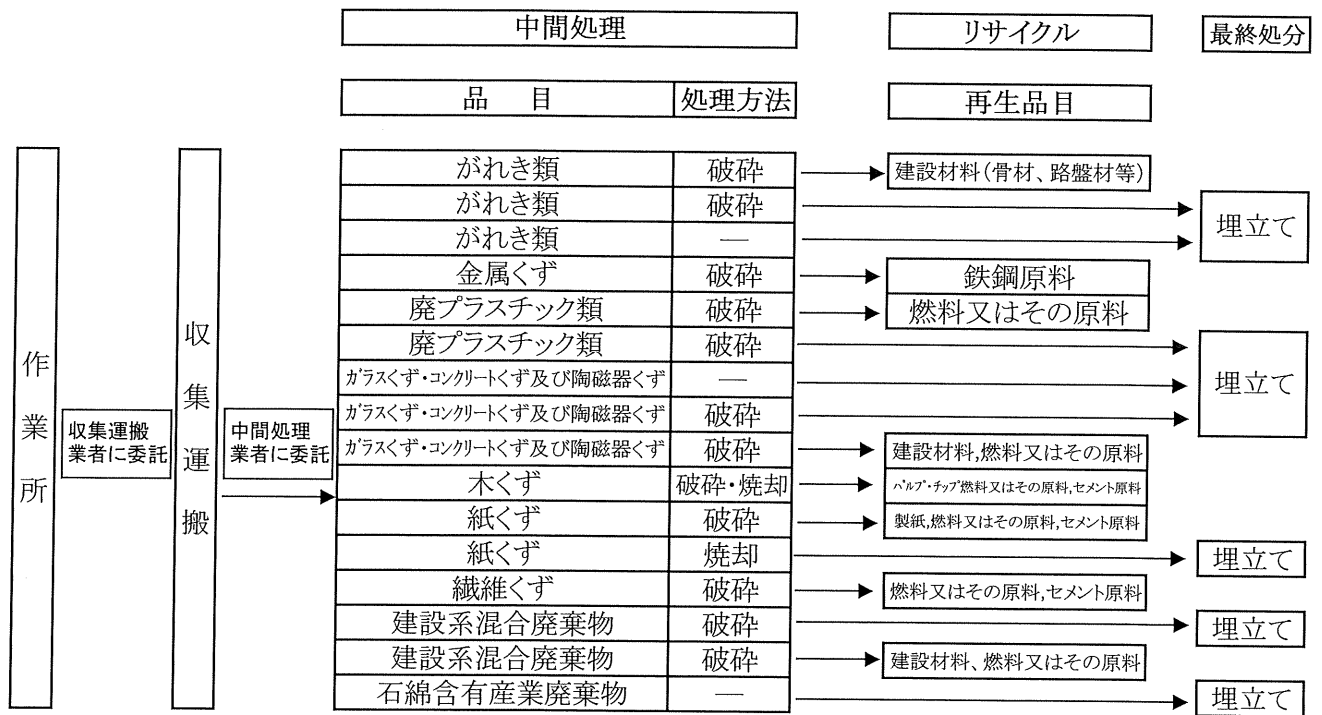 中間処理 リサイクル 最終処分
品　目 処理方法 再生品目
作業所
収集運搬
業者に委託
収集運搬
中間処理
業者に委託
がれき類 破砕 建設材料(骨材、路盤材等)
がれき類 破砕 埋立て
がれき類 ―
金属くず 破砕 鉄鋼原料
廃プラスチック類 破砕 燃料又はその原料
廃プラスチック類 破砕 埋立て
ガラスくず・コンクリートくず及び陶磁器くず ―
ガラスくず・コンクリートくず及び陶磁器くず 破砕
ガラスくず・コンクリートくず及び陶磁器くず 破砕 建設材料,燃料又はその原料
木くず 破砕・焼却 パルプ・チップ燃料又はその原料,セメント原料
紙くず 破砕 製紙,燃料又はその原料,セメント原料
紙くず 焼却 埋立て
繊維くず 破砕 燃料又はその原料,セメント原料
建設系混合廃棄物 破砕 埋立て
建設系混合廃棄物 破砕 建設材料、燃料又はその原料
石綿含有産業廃棄物 ― 埋立て